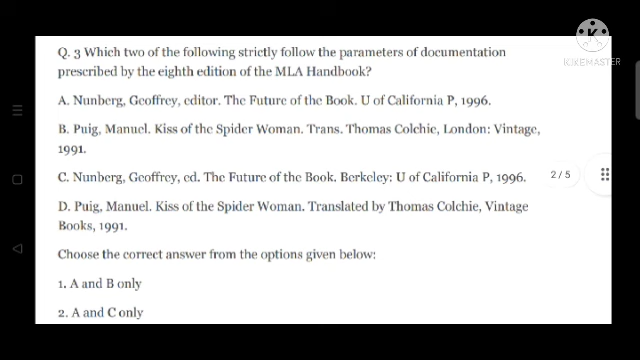 KINEMASTER
Q. 3 Which two of the following strictly follow the parameters of documentation
prescribed by the eighth edition of the MLA Handbook?
A. Nunberg, Geoffrey, editor. The Future of the Book. U of California P, 1996.
B. Puig, Manuel. Kiss of the Spider Woman. Trans. Thomas Colchie, London: Vintage,
1991.
C. Nunberg, Geoffrey, ed. The Future of the Book. Berkeley: U of California P, 1996.
2 / 5
D. Puig, Manuel. Kiss of the Spider Woman. Translated by Thomas Colchie, Vintage
Books, 1991.
Choose the correct answer from the options given below:
1. A and B only
2. A and C only